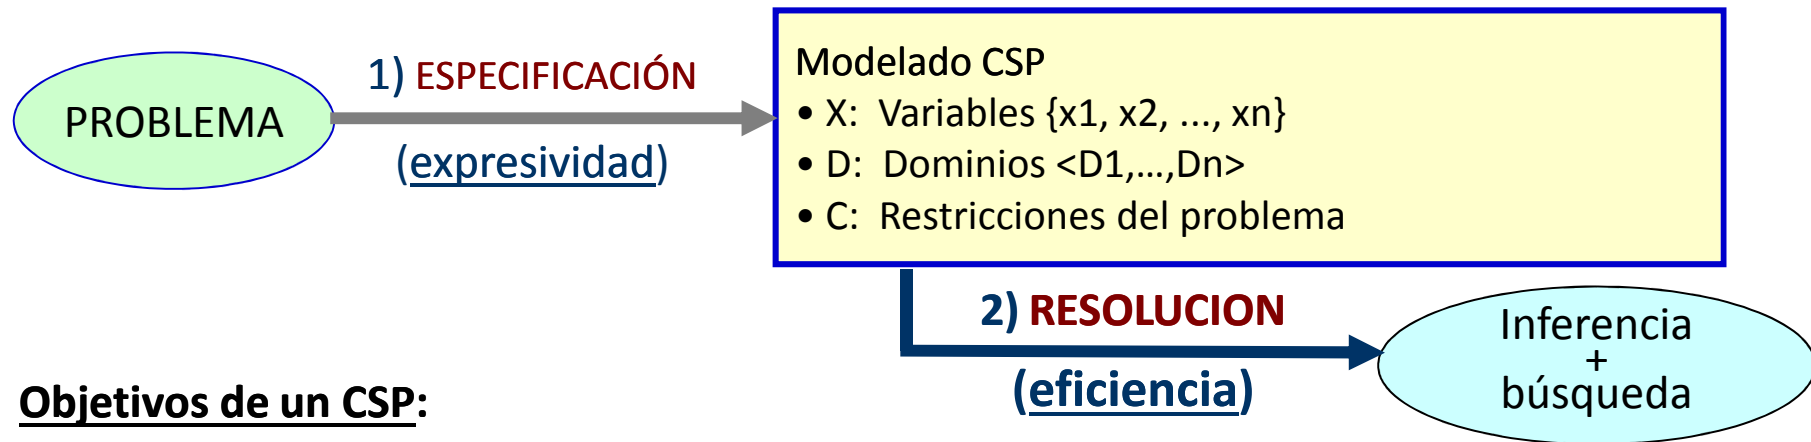 PROBLEMA
1) ESPECIFICACIÓN
(expresividad)
Modelado CSP
• X: Variables {x1, x2, ..., xn}
• D: Dominios <D1,...,Dn>
• C: Restricciones del problema
2) RESOLUCION
(eficiencia)
Inferencia
+
búsqueda
Objetivos de un CSP: